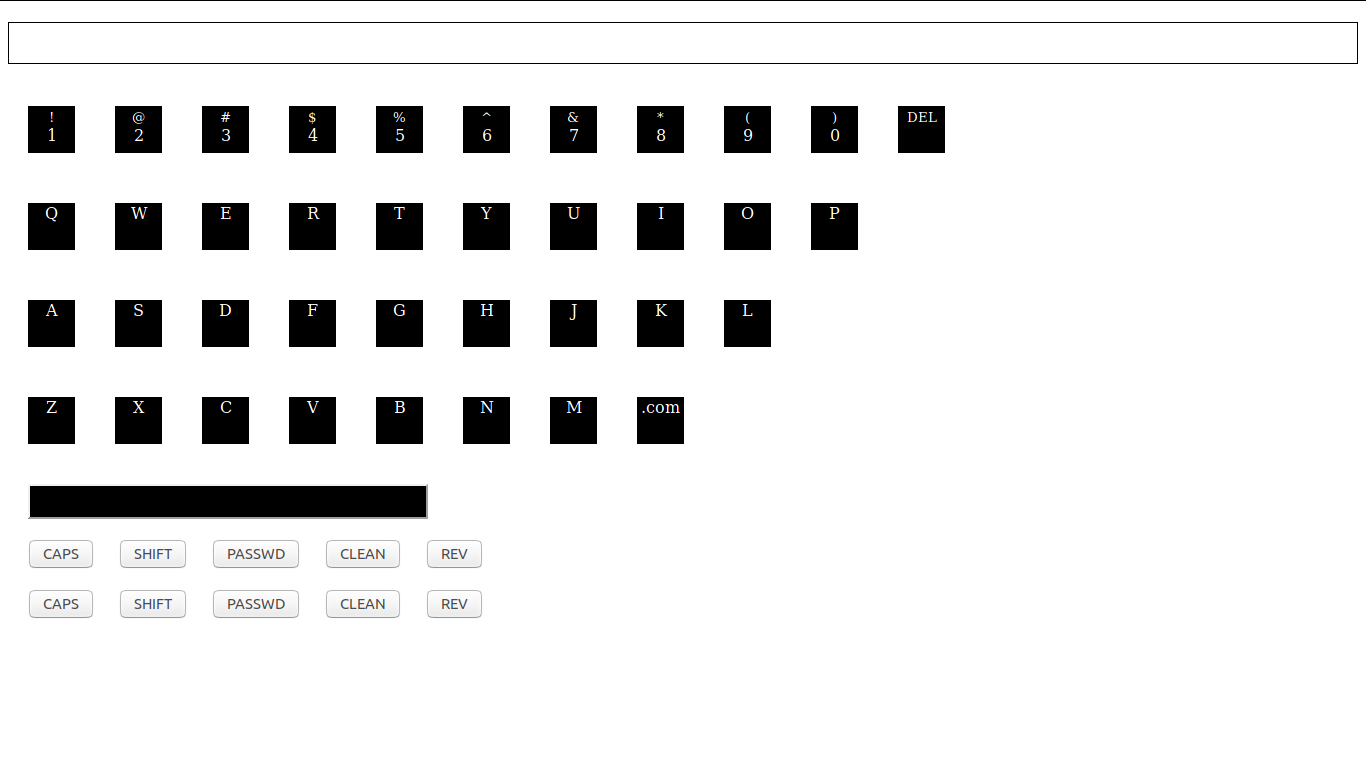 ! @ # $ % ^ & * ( ) DEL
1 2 3 4 5 6 7 8 9 0
Q W E R T Y U I O P
A S D F G H J K L
Z X C V B N M .com
CAPS SHIFT PASSWD CLEAN REV
CAPS SHIFT PASSWD CLEAN REV